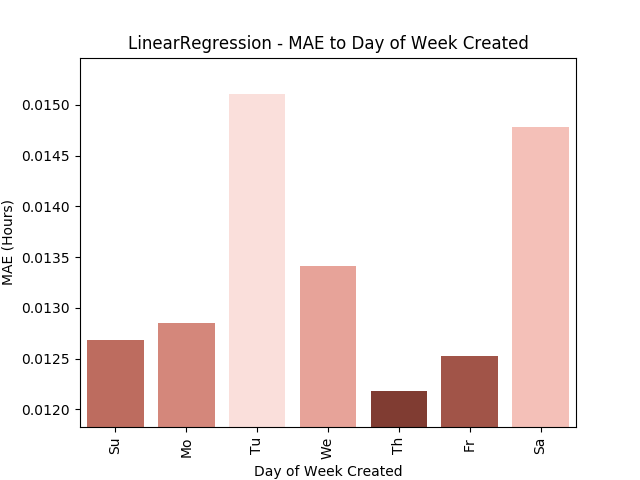 LinearRegression - MAE to Day of Week Created
MAE (Hours)
0.0150
0.0145
0.0140
0.0135
0.0130
0.0125
0.0120
Su
Mo
Tu
We
Th
Fr
Sa
Day of Week Created